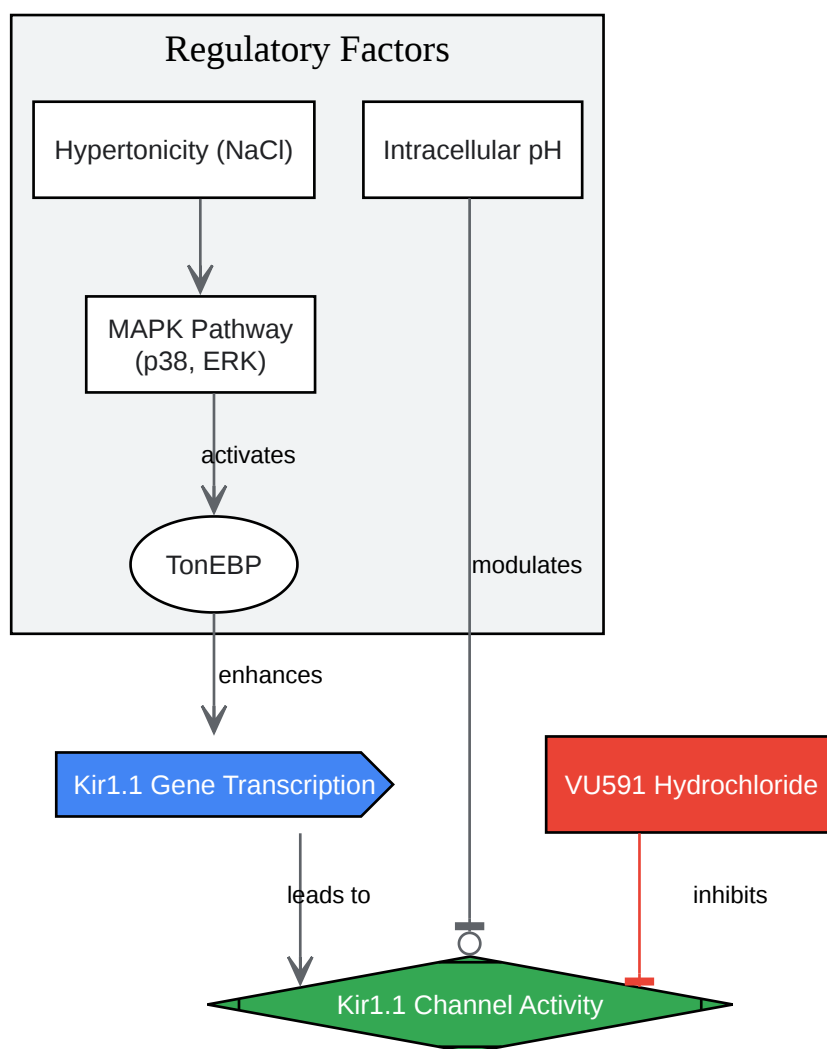 Regulatory Factors
Hypertonicity (NaCl)
Intracellular pH
MAPK Pathway
(p38, ERK)
activates
TonEBP
modulates
enhances
Kir1.1 Gene Transcription
VU591 Hydrochloride
leads to
inhibits
Kir1.1 Channel Activity